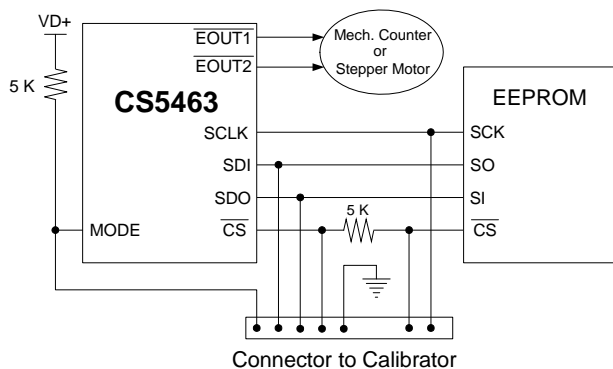 VD+
5 K
CS5463
EOUT1
EOUT2
SCLK
SDI
SDO
CS
MODE
Mech. Counter
or
Stepper Motor
5 K
EEPROM
SCK
SO
SI
CS
Connector to Calibrator